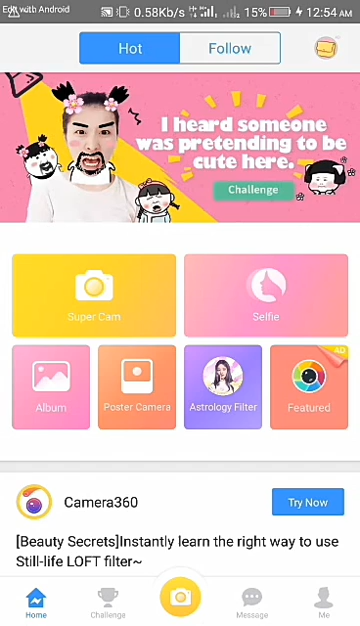 Edit with Android
0.58Kb/s
15%
12:54 AM
Hot
Follow
I heard someone
was pretending to be
cute here.
Challenge
Super Cam
Selfie
Album
Poster Camera
Astrology Filter
AD
Featured
Camera360
Try Now
[Beauty Secrets]Instantly learn the right way to use
Still-life LOFT filter~
Home
Challenge
Message
Me